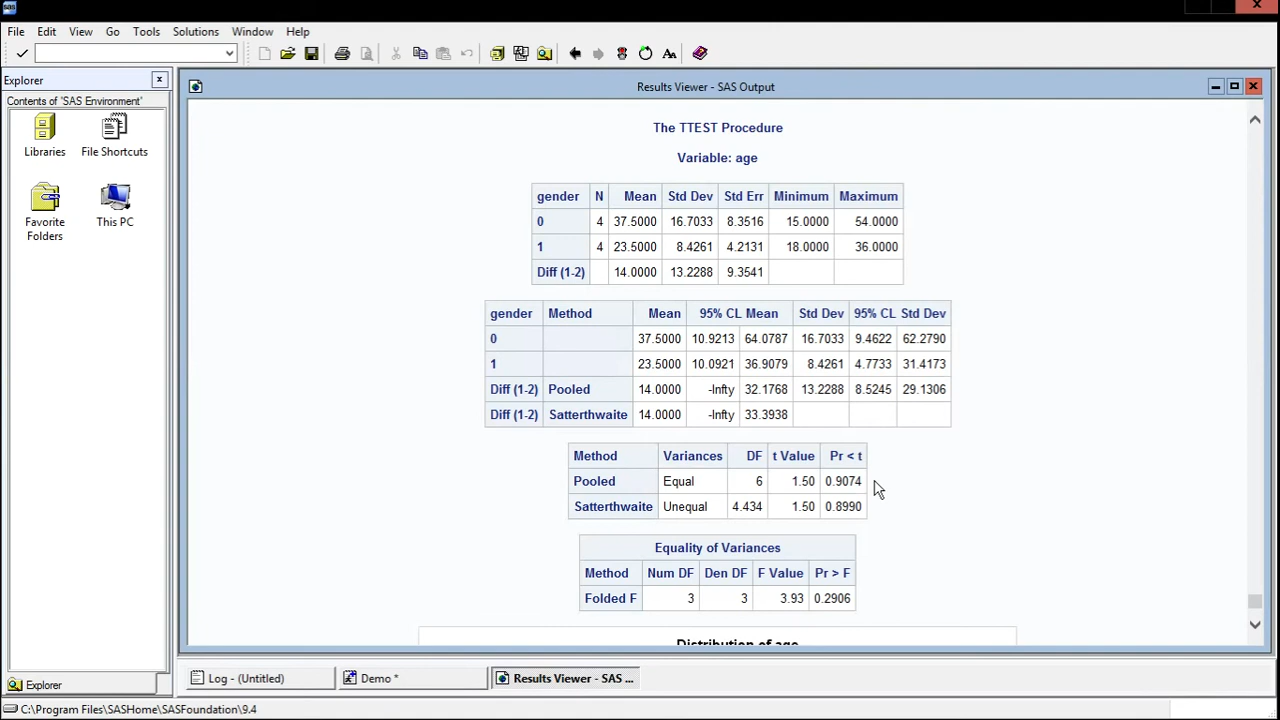 sas
File Edit View Go Tools Solutions Window Help
Explorer x
Contents of 'SAS Environment'
Libraries File Shortcuts
Favorite Folders This PC
Results Viewer - SAS Output
The TTEST Procedure
Variable: age
gender N Mean Std Dev Std Err Minimum Maximum
0 4 37.5000 16.7033 8.3516 15.0000 54.0000
1 4 23.5000 8.4261 4.2131 18.0000 36.0000
Diff (1-2) 14.0000 13.2288 9.3541
gender Method Mean 95% CL Mean Std Dev 95% CL Std Dev
0 37.5000 10.9213 64.0787 16.7033 9.4622 62.2790
1 23.5000 10.0921 36.9079 8.4261 4.7733 31.4173
Diff (1-2) Pooled 14.0000 -Infty 32.1768 13.2288 8.5245 29.1306
Diff (1-2) Satterthwaite 14.0000 -Infty 33.3938
Method Variances DF t Value Pr < t
Pooled Equal 6 1.50 0.9074
Satterthwaite Unequal 4.434 1.50 0.8990
Equality of Variances
Method Num DF Den DF F Value Pr > F
Folded F 3 3 3.93 0.2906
Distribution of age
Explorer
Log - (Untitled) Demo * Results Viewer - SAS ...
C:\Program Files\SASHome\SASFoundation\9.4